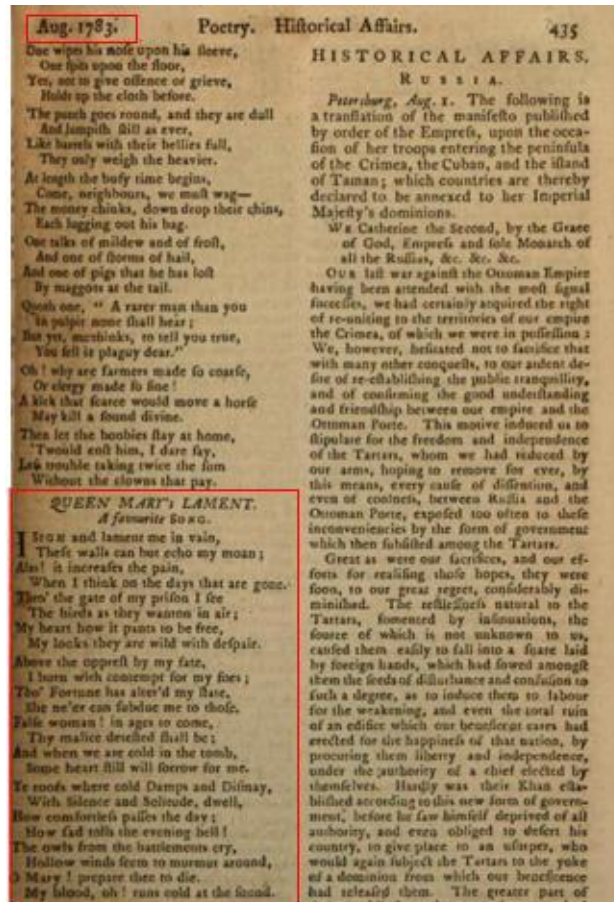 Aug. 1783. Poetry. Hiſtorical Affairs. 435
One wipes his noſe upon his ſleeve,
One ſpits upon the floor,
Yet, not to give offence or grieve,
Holds up the cloth before.
The punch goes round, and they are dull
And lumpiſh ſtill as ever,
Like barrels with their bellies full,
They only weigh the heavier.
At length the buſy time begins,
Come, neighbours, we muſt wag—
The money chinks, down drop their chins,
Each lugging out his bag.
One talks of mildew and of froſt,
And one of ſtorms of hail,
And one of pigs that he has loſt
By maggots at the tail.
Quoth one, " A rarer man than you
In pulpit none ſhall hear ;
But yet, methinks, to tell you true,
You ſell it plaguy dear."
Oh ! why are farmers made ſo coarſe,
Or clergy made ſo fine !
A kick that ſcarce would move a horſe
May kill a ſound divine.
Then let the boobies ſtay at home,
'Twould coſt him, I dare ſay,
Leſs trouble taking twice the ſum
Without the clowns that pay.
QUEEN MARY's LAMENT.
A favourite SONG.
I SIGH and lament me in vain,
Theſe walls can but echo my moan ;
Alas ! it increaſes the pain,
When I think on the days that are gone.
Thro' the gate of my priſon I ſee
The birds as they wanton in air ;
My heart how it pants to be free,
My looks they are wild with deſpair.
Above tho' oppreſt by my fate,
I burn with contempt for my foes ;
Tho' Fortune has alter'd my ſtate,
She ne'er can ſubdue me to thoſe.
Falſe woman ! in ages to come,
Thy malice deteſted ſhall be ;
And when we are cold in the tomb,
Some heart ſtill will ſorrow for me.
Ye roofs where cold Damps and Diſmay,
With Silence and Solitude, dwell,
How comfortleſs paſſes the day ;
How ſad tolls the evening bell !
The owls from the battlements cry,
Hollow winds ſeem to murmur around,
O Mary ! prepare thee to die.
My blood, oh ! runs cold at the ſound.
HISTORICAL AFFAIRS.
RUSSIA.
Peterſburg, Aug. 1. The following is
a tranſlation of the manifeſto publiſhed
by order of the Empreſs, upon the occa-
ſion of her troops entering the peninſula
of the Crimea, the Cuban, and the iſland
of Taman ; which countries are thereby
declared to be annexed to her Imperial
Majeſty's dominions.
WE Catherine the Second, by the Grace
of God, Empreſs and ſole Monarch of
all the Ruſſias, &c. &c. &c.
OUR laſt war againſt the Ottoman Empire
having been attended with the moſt ſignal
ſucceſſes, we had certainly acquired the right
of re-uniting to the territories of our empire
the Crimea, of which we were in poſſeſſion :
We, however, heſitated not to ſacrifice that
with many other conqueſts, to our ardent de-
ſire of re-eſtabliſhing the public tranquillity,
and of confirming the good underſtanding
and friendſhip between our empire and the
Ottoman Porte. This motive induced us to
ſtipulate for the freedom and independence
of the Tartars, whom we had reduced by
our arms, hoping to remove for ever, by
this means, every cauſe of diſſention, and
even of coolneſs, between Ruſſia and the
Ottoman Porte, expoſed too often to theſe
inconveniencies by the form of government
which then ſubſiſted among the Tartars.
Great as were our ſacrifices, and our ef-
forts for realiſing thoſe hopes, they were
ſoon, to our great regret, conſiderably di-
miniſhed. The reſtleſſneſs natural to the
Tartars, fomented by inſinuations, the
ſource of which is not unknown to us,
cauſed them eaſily to fall into a ſnare laid
by foreign hands, which had ſowed amongſt
them the ſeeds of diſturbance and confuſion to
ſuch a degree, as to induce them to labour
for the weakening, and even the total ruin
of an edifice which our beneficent cares had
erected for the happineſs of that nation, by
procuring them liberty and independence,
under the authority of a chief elected by
themſelves. Hardly was their Khan eſta-
bliſhed according to this new form of govern-
ment, before he ſaw himſelf deprived of all
authority, and even obliged to deſert his
country, to give place to an uſurper, who
would again ſubject the Tartars to the yoke
of a dominion from which our beneficence
had releaſed them. The greater part of